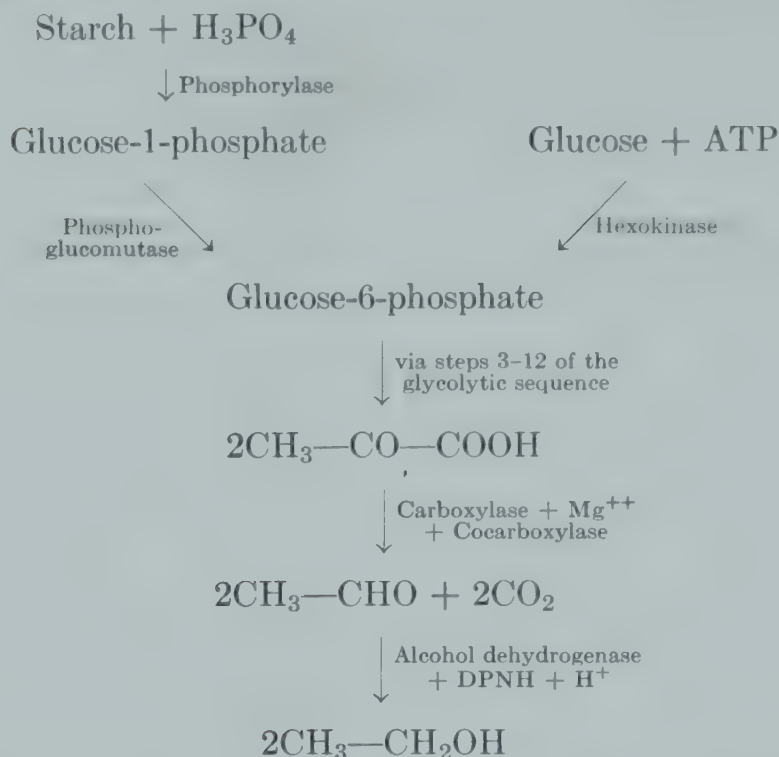 Starch + H₃PO₄
↓ Phosphorylase
Glucose-1-phosphate Glucose + ATP
Phospho-
glucomutase
Hexokinase
Glucose-6-phosphate
via steps 3–12 of the
glycolytic sequence
2CH₃—CO—COOH
Carboxylase + Mg⁺⁺
+ Cocarboxylase
2CH₃—CHO + 2CO₂
Alcohol dehydrogenase
+ DPNH + H⁺
2CH₃—CH₂OH